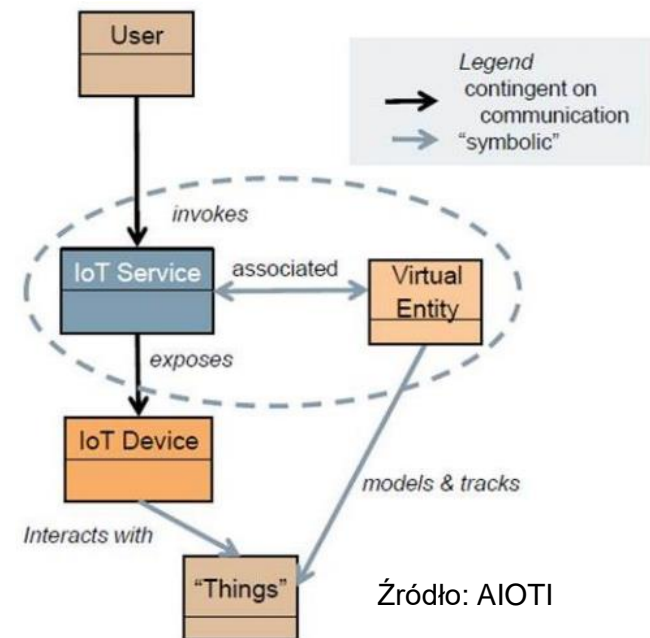 User
Legend
contingent on
communication
“symbolic”
invokes
IoT Service
associated
Virtual
Entity
exposes
IoT Device
models & tracks
Interacts with
“Things”
Źródło: AIOTI